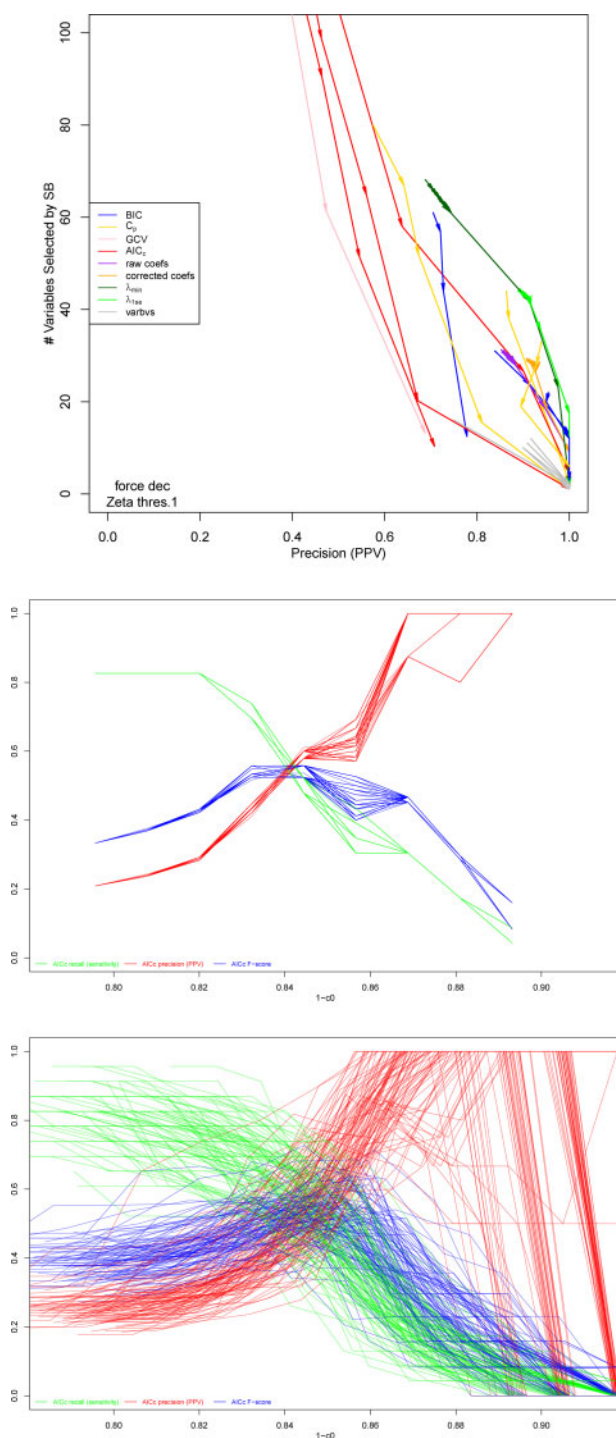 100
80
60
40
20
0
# Variables Selected by SB
BIC
Cp
GCV
AICc
raw coefs
corrected coefs
λmin
λ1se
varbvs
force dec
Zeta thres.1
0.0 0.2 0.4 0.6 0.8 1.0
Precision (PPV)
1.0
0.8
0.6
0.4
0.2
0.0
AICc recall (sensitivity) AICc precision (PPV) AICc F-score
0.80 0.82 0.84 0.86 0.88 0.90
1-c0
1.0
0.8
0.6
0.4
0.2
0.0
AICc recall (sensitivity) AICc precision (PPV) AICc F-score
0.80 0.82 0.84 0.86 0.88 0.90
1-c0